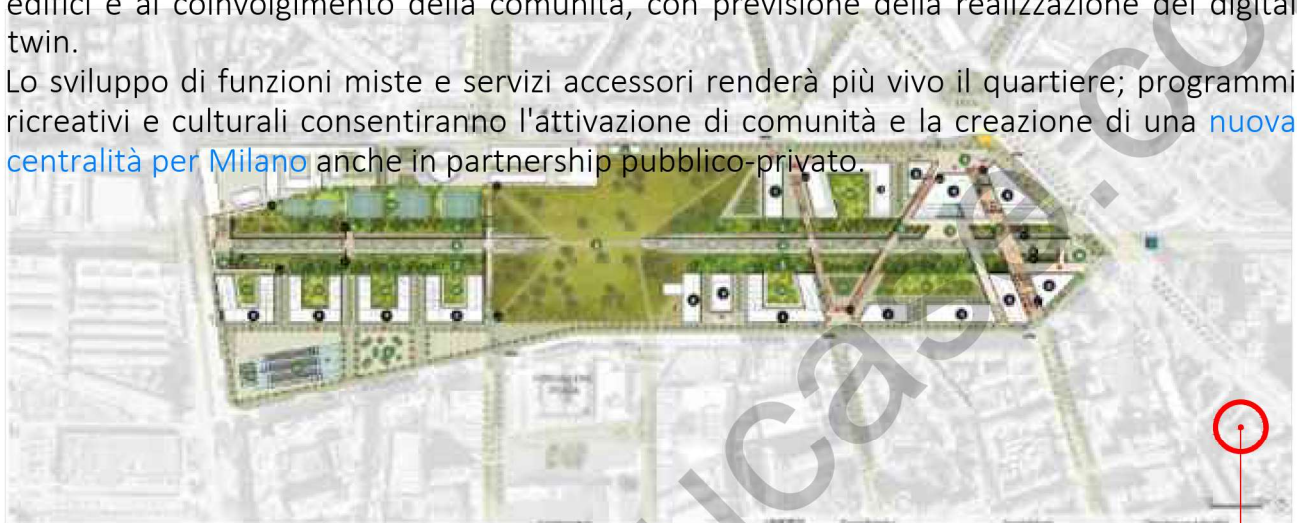 edifici e al coinvolgimento della comunità, con previsione della realizzazione del digital
twin.
Lo sviluppo di funzioni miste e servizi accessori renderà più vivo il quartiere; programmi
ricreativi e culturali consentiranno l'attivazione di comunità e la creazione di una nuova
centralità per Milano anche in partnership pubblico-privato.